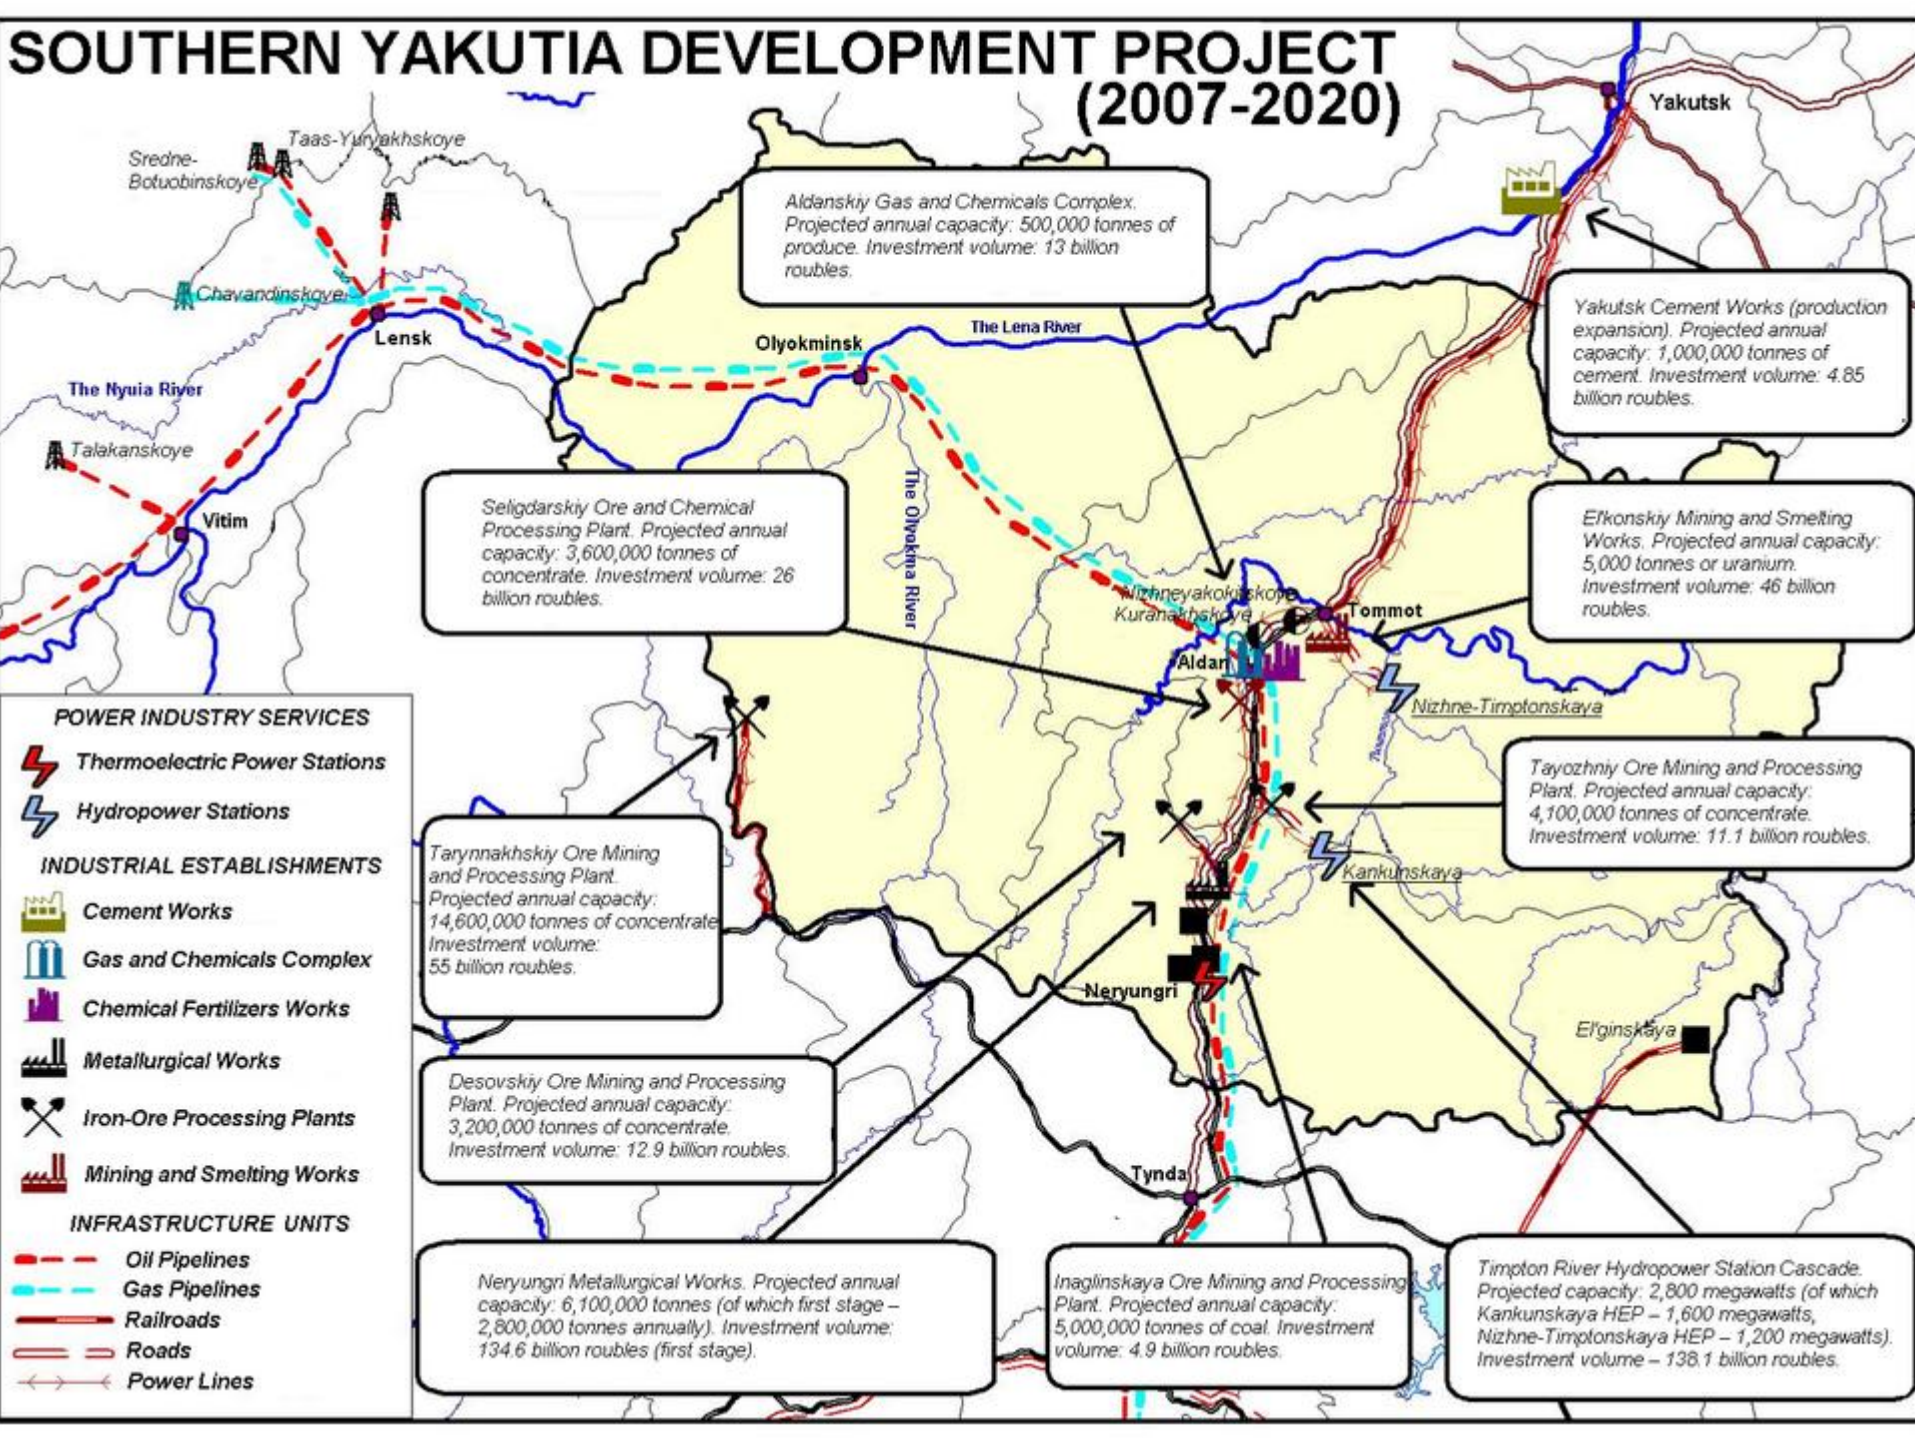 SOUTHERN YAKUTIA DEVELOPMENT PROJECT
(2007-2020)
Yakutsk
Taas-Yuryakhskoye
Sredne-
Botuobinskoye
Chayandinskoye
Lensk
The Nyuia River
Talakanskoye
Vitim
Olyokminsk
The Lena River
The Olyokma River
Aldanskiy Gas and Chemicals Complex.
Projected annual capacity: 500,000 tonnes of
produce. Investment volume: 13 billion
roubles.
Yakutsk Cement Works (production
expansion). Projected annual
capacity: 1,000,000 tonnes of
cement. Investment volume: 4.85
billion roubles.
Seligdarskiy Ore and Chemical
Processing Plant. Projected annual
capacity: 3,600,000 tonnes of
concentrate. Investment volume: 26
billion roubles.
El'konskiy Mining and Smelting
Works. Projected annual capacity:
5,000 tonnes or uranium.
Investment volume: 46 billion
roubles.
Nizhneyakokitskoye
Kuranakhskoye
Tommot
Aldan
Nizhne-Timptonskaya
Tayozhniy Ore Mining and Processing
Plant. Projected annual capacity:
4,100,000 tonnes of concentrate.
Investment volume: 11.1 billion roubles.
Kankunskaya
Tarynnakhskiy Ore Mining
and Processing Plant.
Projected annual capacity:
14,600,000 tonnes of concentrate
Investment volume:
55 billion roubles.
Neryungri
El'ginskaya
Desovskiy Ore Mining and Processing
Plant. Projected annual capacity:
3,200,000 tonnes of concentrate.
Investment volume: 12.9 billion roubles.
Tynda
Neryungri Metallurgical Works. Projected annual
capacity: 6,100,000 tonnes (of which first stage –
2,800,000 tonnes annually). Investment volume:
134.6 billion roubles (first stage).
Inaglinskaya Ore Mining and Processing
Plant. Projected annual capacity:
5,000,000 tonnes of coal. Investment
volume: 4.9 billion roubles.
Timpton River Hydropower Station Cascade.
Projected capacity: 2,800 megawatts (of which
Kankunskaya HEP – 1,600 megawatts,
Nizhne-Timptonskaya HEP – 1,200 megawatts).
Investment volume – 138.1 billion roubles.
POWER INDUSTRY SERVICES
Thermoelectric Power Stations
Hydropower Stations
INDUSTRIAL ESTABLISHMENTS
Cement Works
Gas and Chemicals Complex
Chemical Fertilizers Works
Metallurgical Works
Iron-Ore Processing Plants
Mining and Smelting Works
INFRASTRUCTURE UNITS
Oil Pipelines
Gas Pipelines
Railroads
Roads
Power Lines